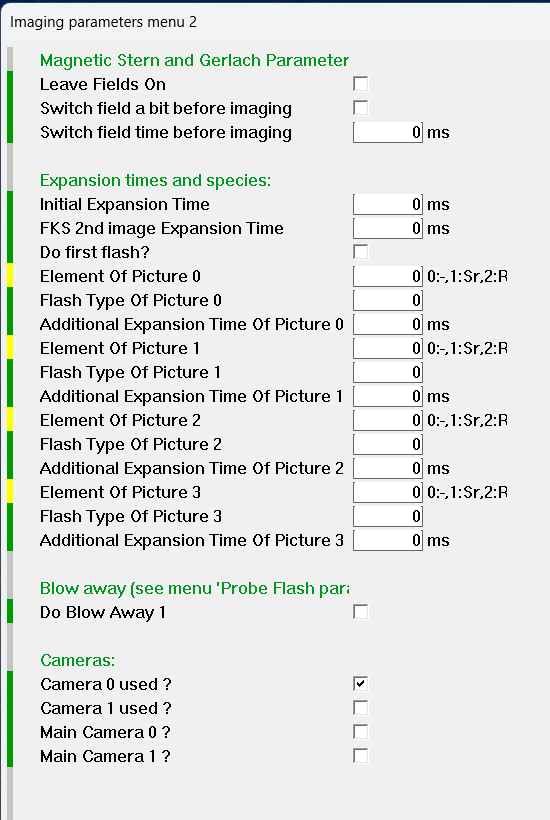 Imaging parameters menu 2
Magnetic Stern and Gerlach Parameter
Leave Fields On
Switch field a bit before imaging
Switch field time before imaging 0 ms
Expansion times and species:
Initial Expansion Time 0 ms
FKS 2nd image Expansion Time 0 ms
Do first flash?
Element Of Picture 0 0 0:-,1:Sr,2:R
Flash Type Of Picture 0 0
Additional Expansion Time Of Picture 0 0 ms
Element Of Picture 1 0 0:-,1:Sr,2:R
Flash Type Of Picture 1 0
Additional Expansion Time Of Picture 1 0 ms
Element Of Picture 2 0 0:-,1:Sr,2:R
Flash Type Of Picture 2 0
Additional Expansion Time Of Picture 2 0 ms
Element Of Picture 3 0 0:-,1:Sr,2:R
Flash Type Of Picture 3 0
Additional Expansion Time Of Picture 3 0 ms
Blow away (see menu 'Probe Flash para
Do Blow Away 1
Cameras:
Camera 0 used ?
Camera 1 used ?
Main Camera 0 ?
Main Camera 1 ?